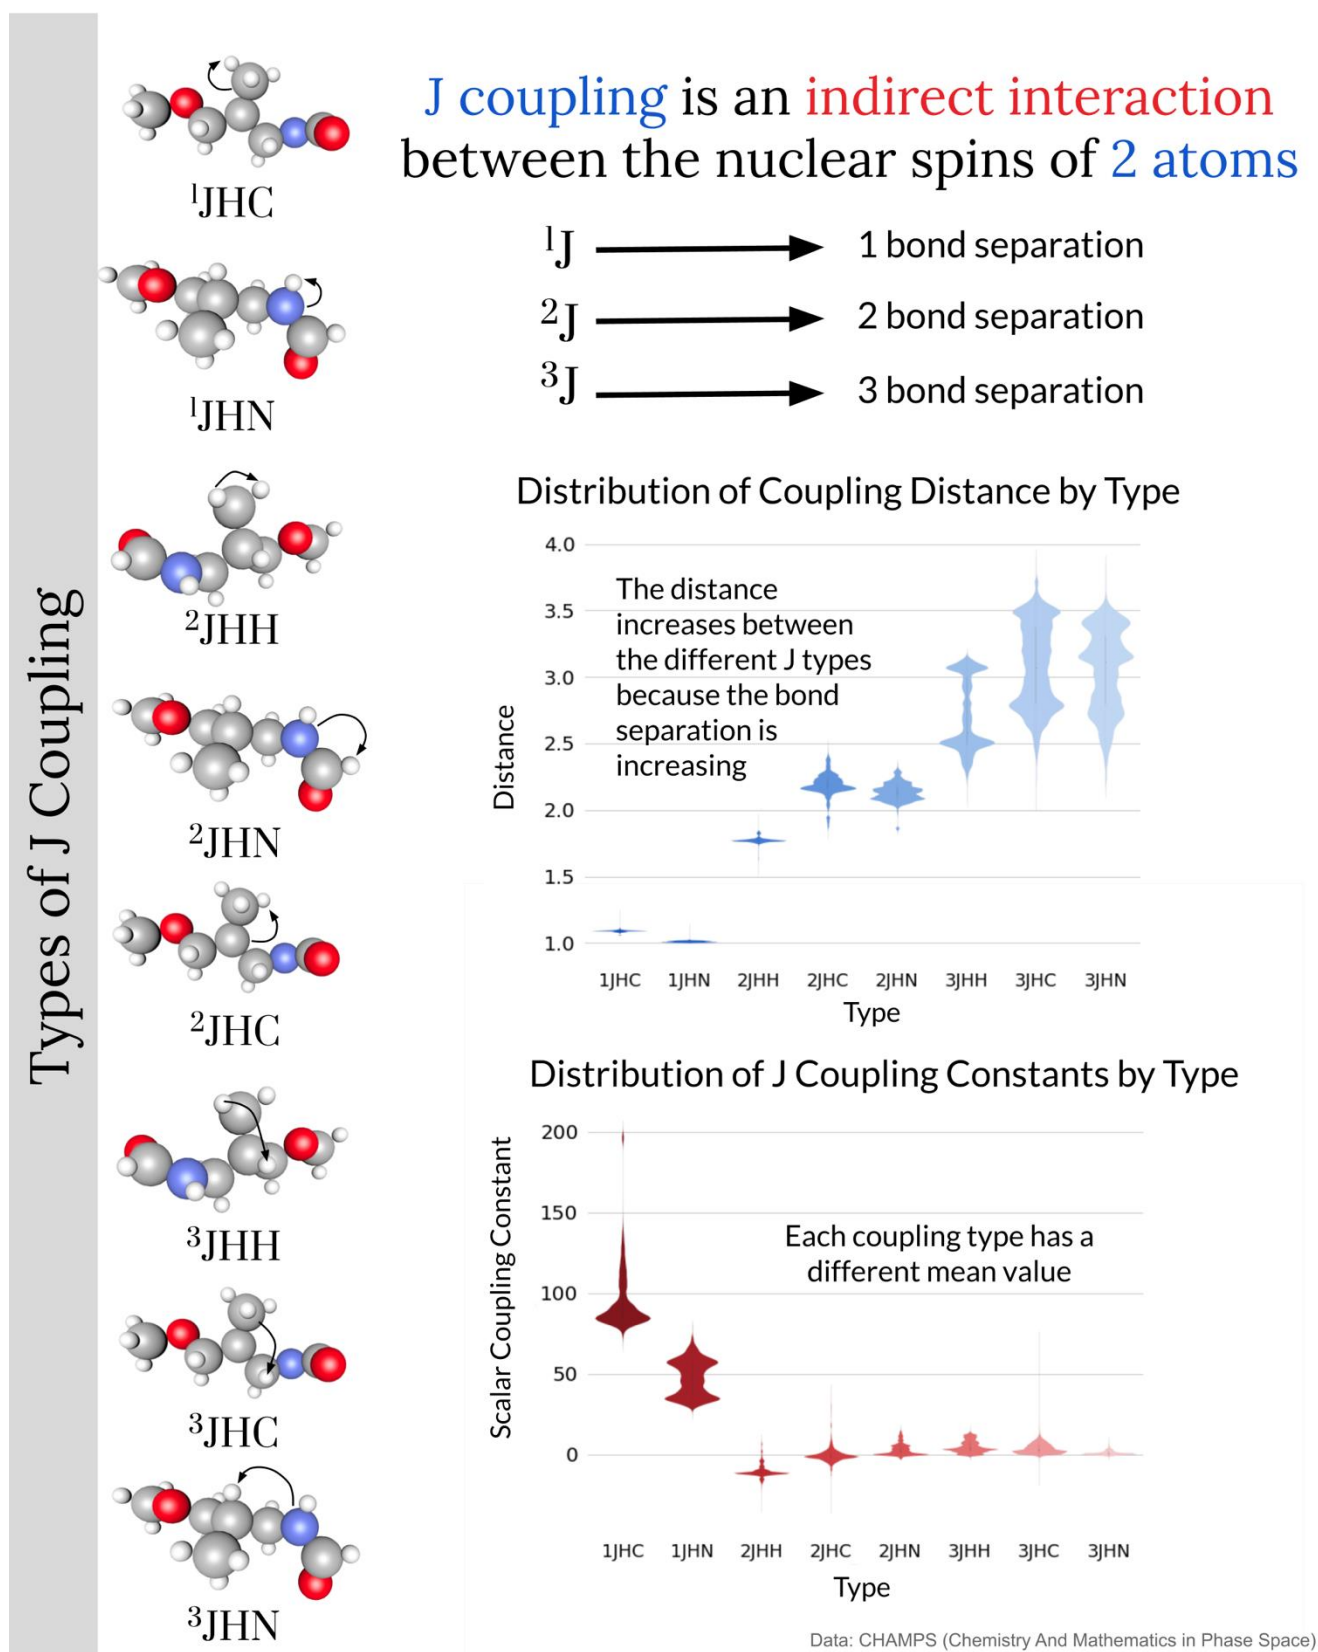 Types of J Coupling
¹JHC
¹JHN
²JHH
²JHN
²JHC
³JHH
³JHC
³JHN
J coupling is an indirect interaction
between the nuclear spins of 2 atoms
¹J 1 bond separation
²J 2 bond separation
³J 3 bond separation
Distribution of Coupling Distance by Type
4.0
3.5
3.0
2.5
2.0
1.5
1.0
Distance
The distance
increases between
the different J types
because the bond
separation is
increasing
1JHC 1JHN 2JHH 2JHC 2JHN 3JHH 3JHC 3JHN
Type
Distribution of J Coupling Constants by Type
200
150
100
50
0
Scalar Coupling Constant
Each coupling type has a
different mean value
1JHC 1JHN 2JHH 2JHC 2JHN 3JHH 3JHC 3JHN
Type
Data: CHAMPS (Chemistry And Mathematics in Phase Space)